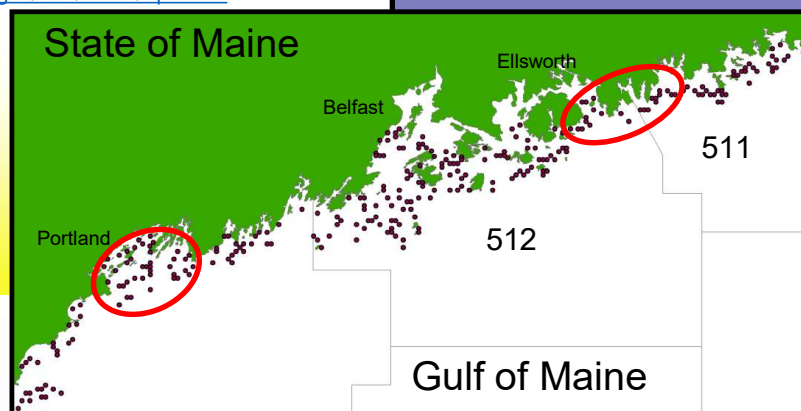 State of Maine
Ellsworth
Belfast
511
Portland
512
Gulf of Maine